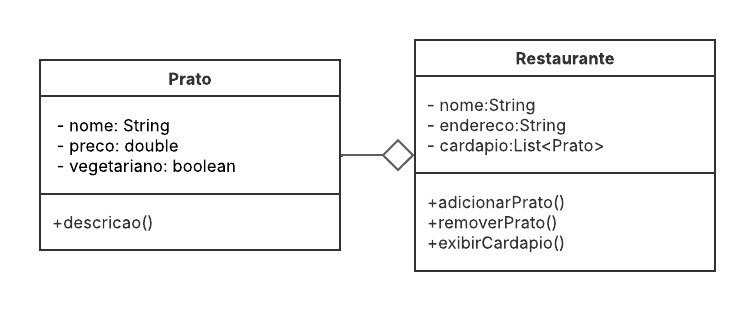 Prato
- nome: String
- preco: double
- vegetariano: boolean
+descricao()
Restaurante
- nome:String
- endereco:String
- cardapio:List<Prato>
+adicionarPrato()
+removerPrato()
+exibirCardapio()